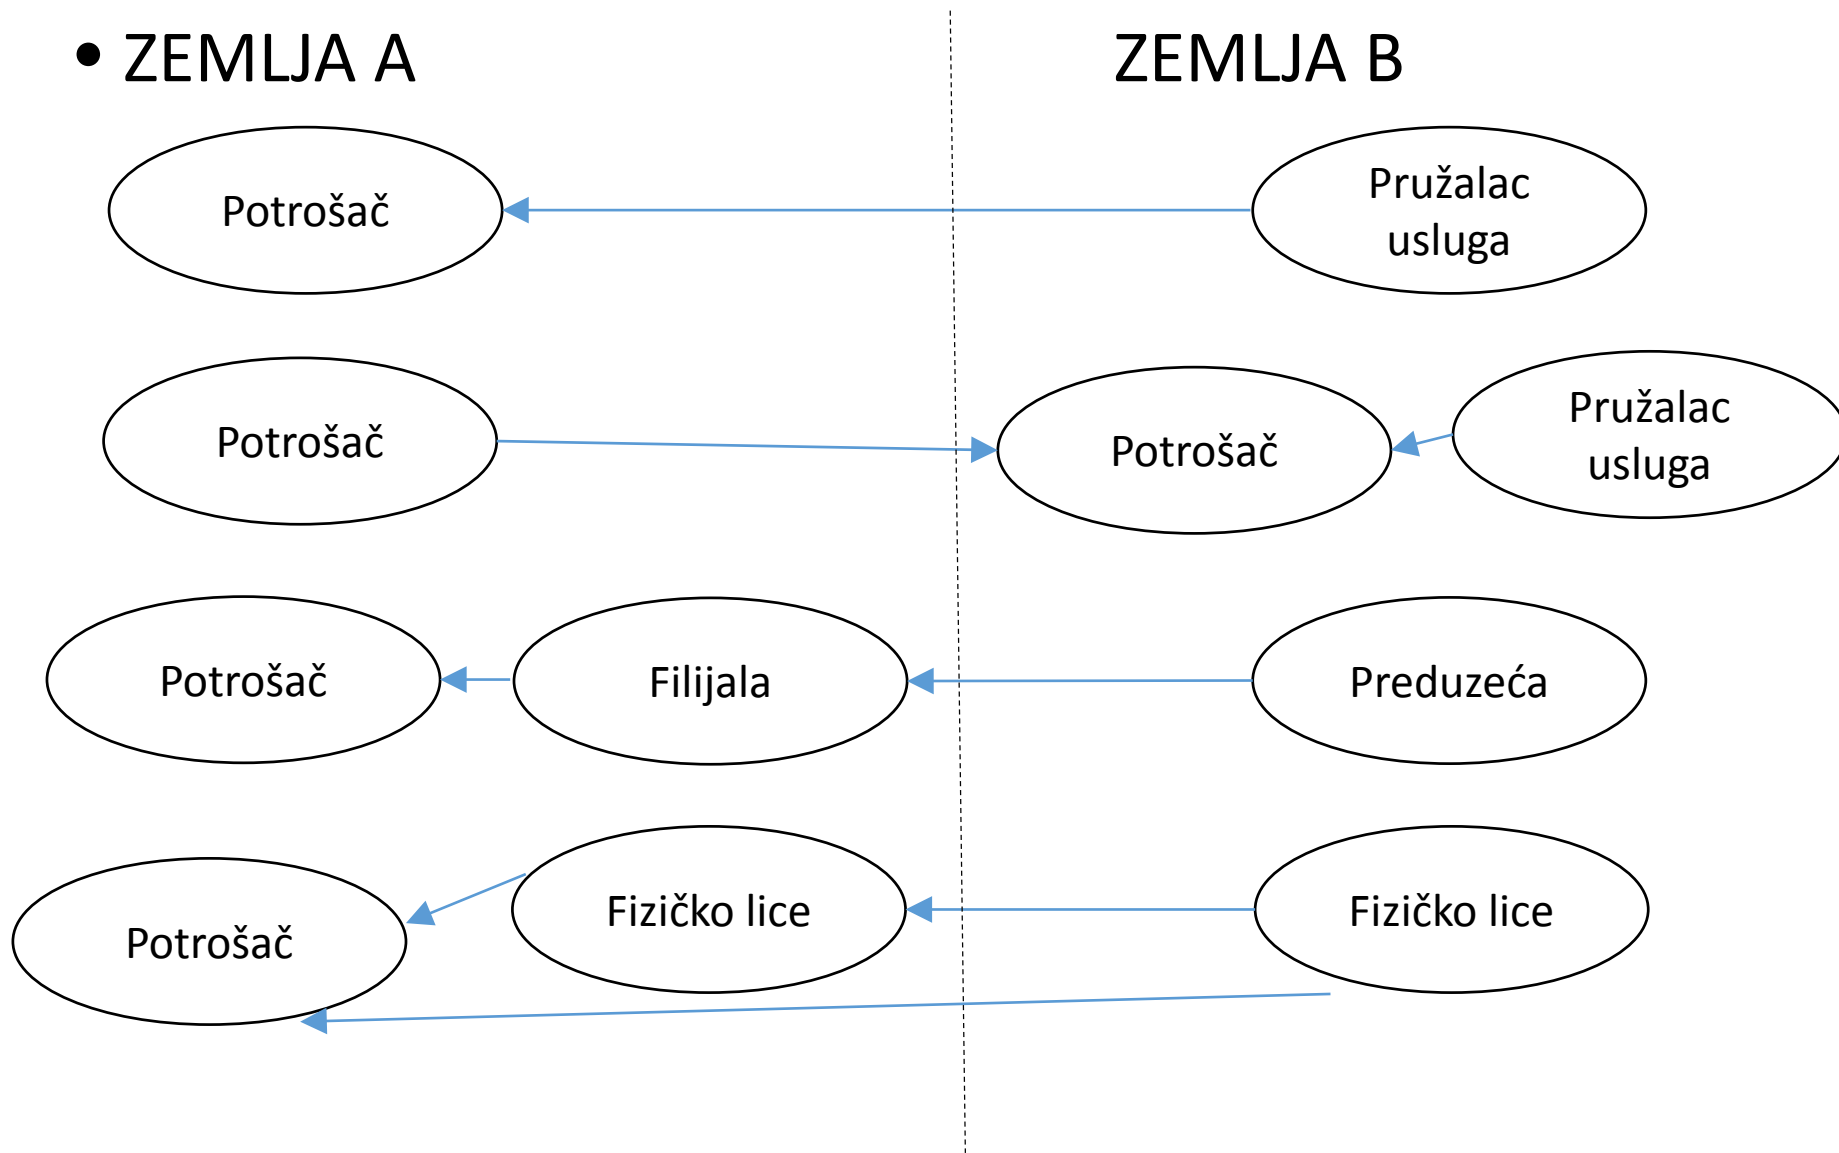 • ZEMLJA A
ZEMLJA B
Potrošač
Pružalac
usluga
Potrošač
Potrošač
Pružalac
usluga
Potrošač
Filijala
Preduzeća
Potrošač
Fizičko lice
Fizičko lice